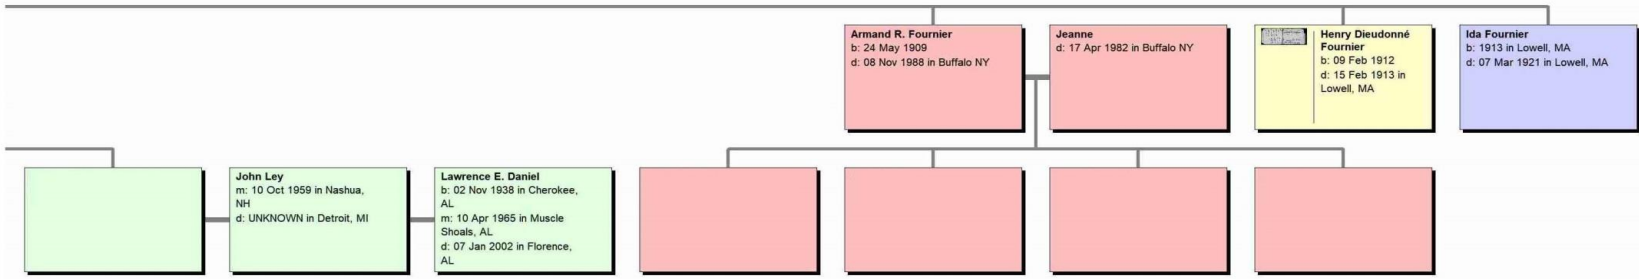 Armand R. Fournier
b: 24 May 1909
d: 08 Nov 1988 in Buffalo NY
Jeanne
d: 17 Apr 1982 in Buffalo NY
Henry Dieudonné
Fournier
b: 09 Feb 1912
d: 15 Feb 1913 in
Lowell, MA
Ida Fournier
b: 1913 in Lowell, MA
d: 07 Mar 1921 in Lowell, MA
John Ley
m: 10 Oct 1959 in Nashua,
NH
d: UNKNOWN in Detroit, MI
Lawrence E. Daniel
b: 02 Nov 1938 in Cherokee,
AL
m: 10 Apr 1965 in Muscle
Shoals, AL
d: 07 Jan 2002 in Florence,
AL